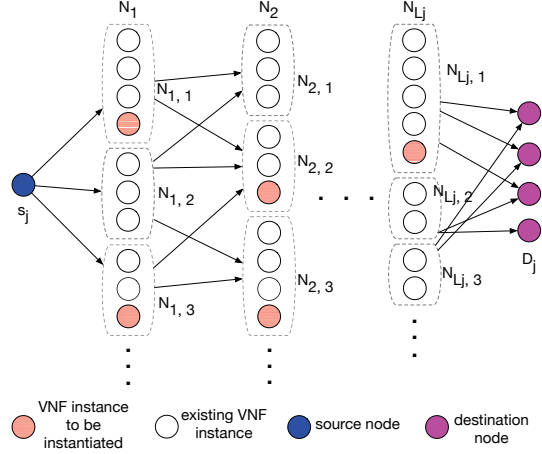 N1 N2 NLj
N1, 1
N2, 1
NLj, 1
N1, 2
N2, 2
NLj, 2
sj
N1, 3
N2, 3
NLj, 3
Dj
VNF instance to be instantiated
existing VNF instance
source node
destination node